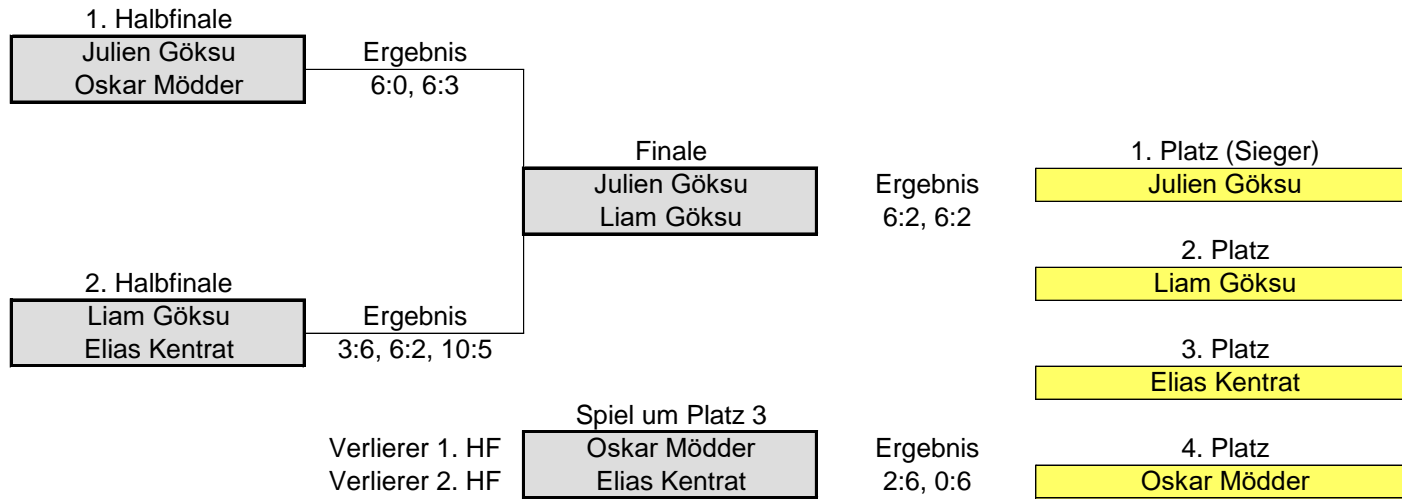 1. Halbfinale
Julien Göksu
Oskar Mödder
Ergebnis
6:0, 6:3
Finale
Julien Göksu
Liam Göksu
Ergebnis
6:2, 6:2
1. Platz (Sieger)
Julien Göksu
2. Platz
Liam Göksu
2. Halbfinale
Liam Göksu
Elias Kentrat
Ergebnis
3:6, 6:2, 10:5
3. Platz
Elias Kentrat
Spiel um Platz 3
Verlierer 1. HF
Verlierer 2. HF
Oskar Mödder
Elias Kentrat
Ergebnis
2:6, 0:6
4. Platz
Oskar Mödder